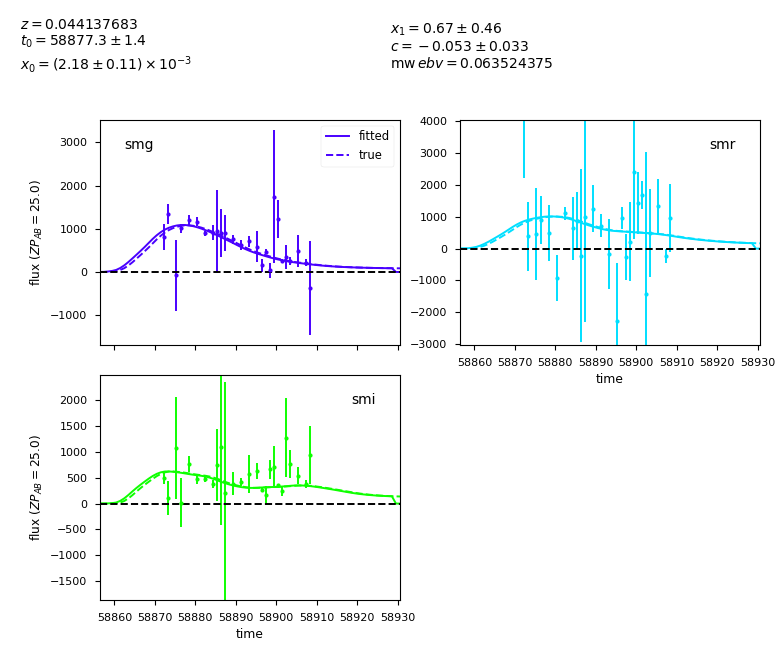 z = 0.044137683
t₀ = 58877.3 ± 1.4
x₀ = (2.18 ± 0.11) × 10⁻³
x₁ = 0.67 ± 0.46
c = −0.053 ± 0.033
mw ebv = 0.063524375
smg
fitted
true
3000
2000
1000
0
−1000
flux (ZP_AB = 25.0)
smr
4000
3000
2000
1000
0
−1000
−2000
−3000
58860 58870 58880 58890 58900 58910 58920 58930
time
smi
2000
1500
1000
500
0
−500
−1000
−1500
flux (ZP_AB = 25.0)
58860 58870 58880 58890 58900 58910 58920 58930
time